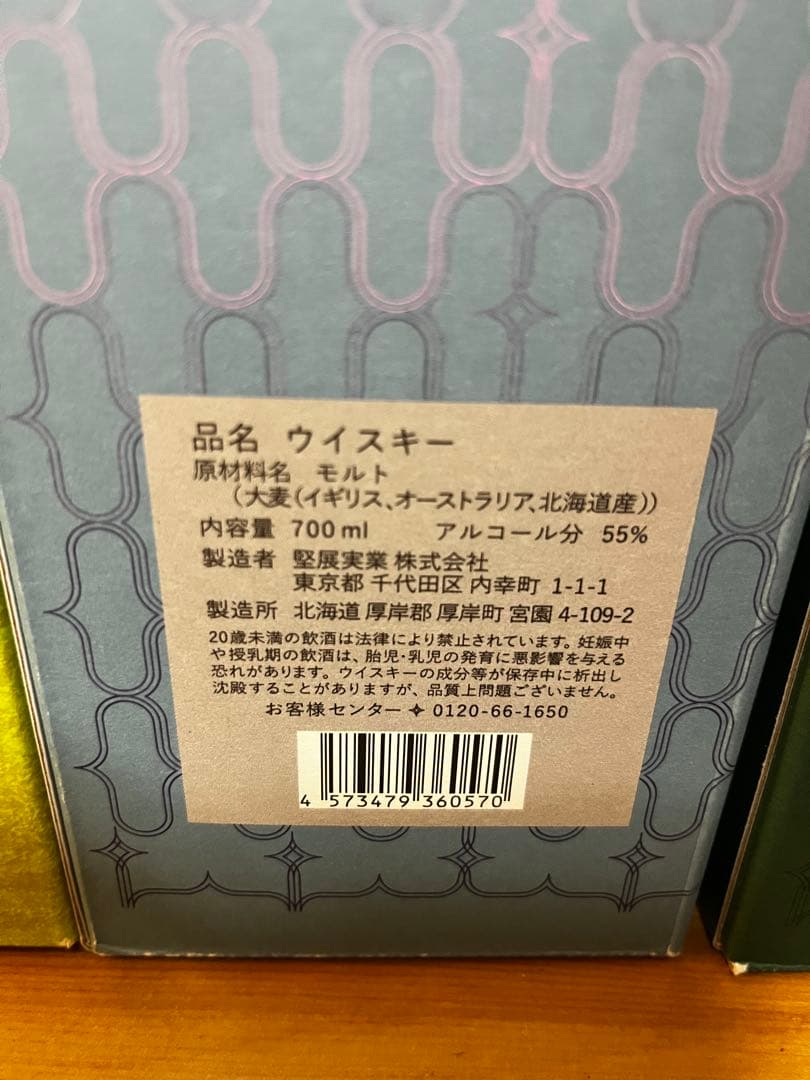 品名 ウイスキー
原材料名 モルト
(大麦(イギリス、オーストラリア、北海道産))
内容量 700ml アルコール分 55%
製造者 堅展実業 株式会社
東京都 千代田区 内幸町 1-1-1
製造所 北海道 厚岸郡 厚岸町 宮園 4-109-2
20歳未満の飲酒は法律により禁止されています。妊娠中
や授乳期の飲酒は、胎児・乳児の発育に悪影響を与える
恐れがあります。ウイスキーの成分等が保存中に析出し
沈殿することがありますが、品質上問題ございません。
お客様センター ✧ 0120-66-1650
4 573479 360570